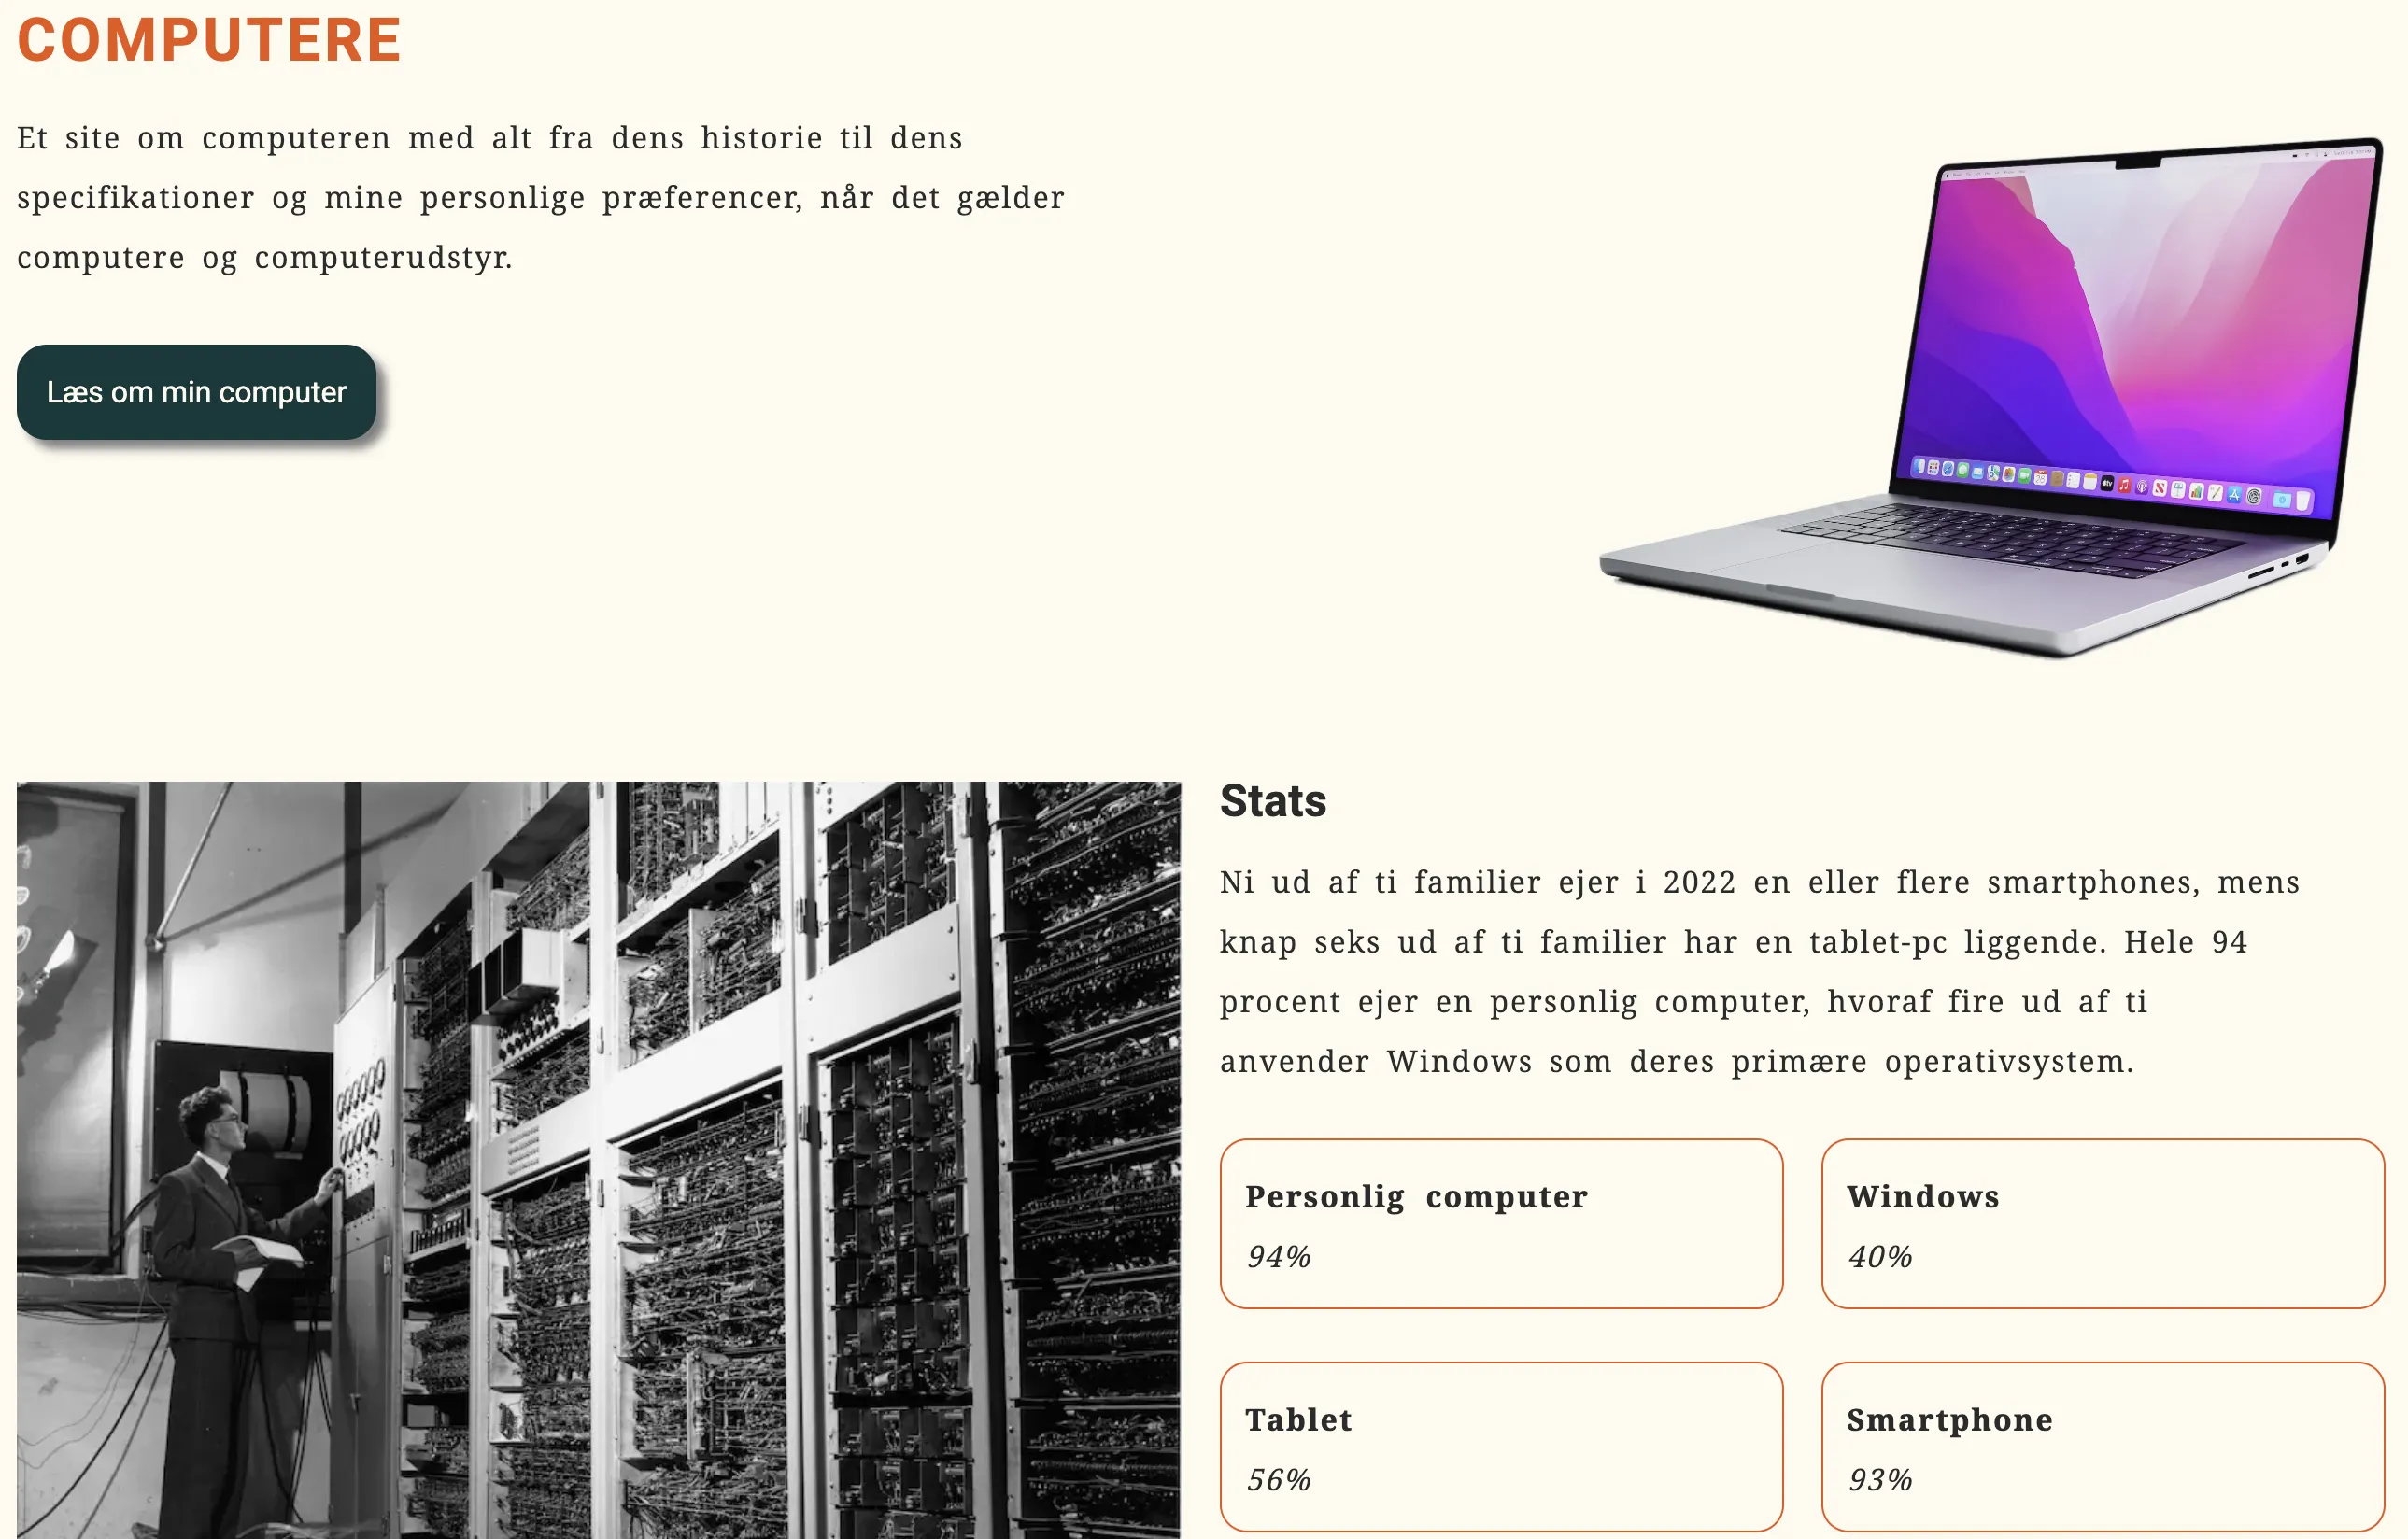 COMPUTERE
Et site om computeren med alt fra dens historie til dens
specifikationer og mine personlige præferencer, når det gælder
computere og computerudstyr.
Læs om min computer
Stats
Ni ud af ti familier ejer i 2022 en eller flere smartphones, mens
knap seks ud af ti familier har en tablet-pc liggende. Hele 94
procent ejer en personlig computer, hvoraf fire ud af ti
anvender Windows som deres primære operativsystem.
Personlig computer
94%
Windows
40%
Tablet
56%
Smartphone
93%